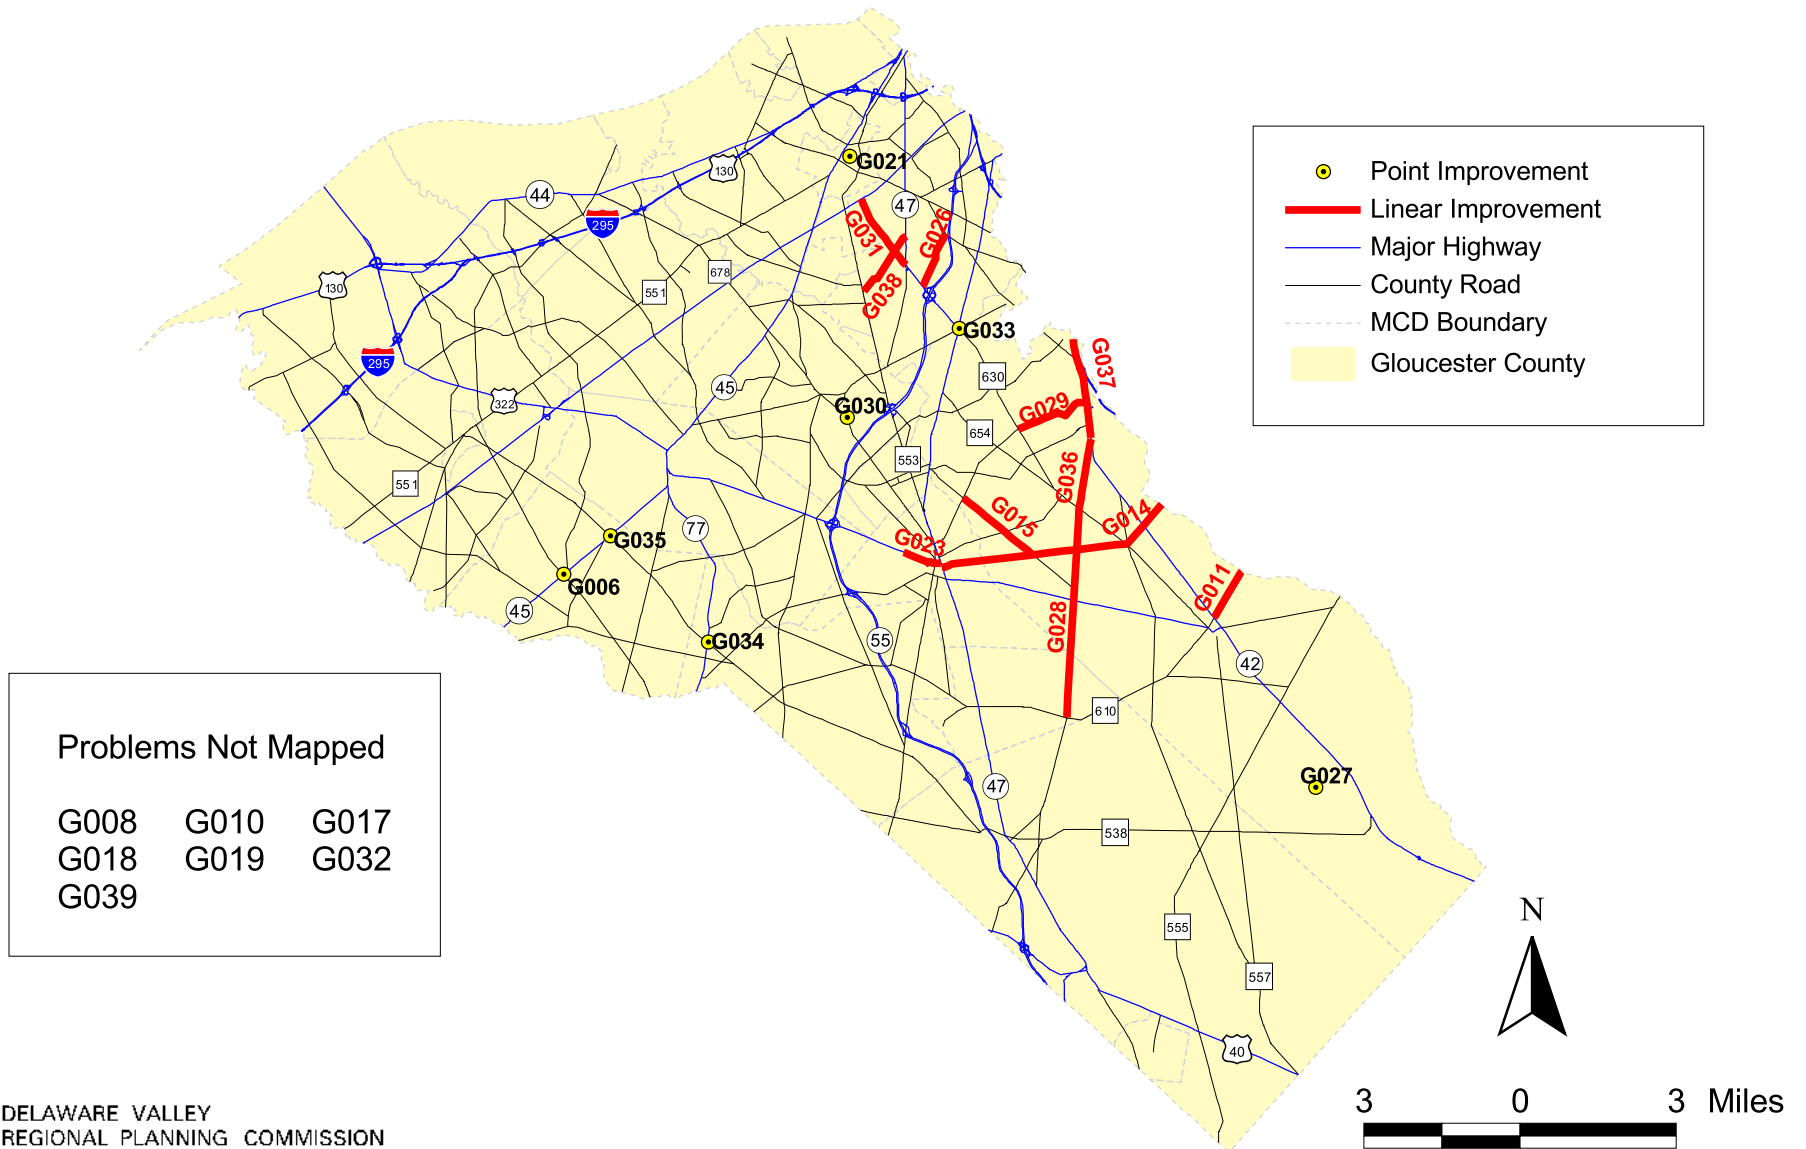 130
G021
44
47
295
G026
G031
678
551
130
G038
G033
295
G037
630
45
322
G030
G029
654
553
551
G036
G015
G014
77
G023
G035
G011
G006
45
G028
55
G034
42
610
G027
47
538
555
557
40
Point Improvement
Linear Improvement
Major Highway
County Road
MCD Boundary
Gloucester County
Problems Not Mapped
G008 G010 G017
G018 G019 G032
G039
N
3 0 3 Miles
DELAWARE VALLEY
REGIONAL PLANNING COMMISSION